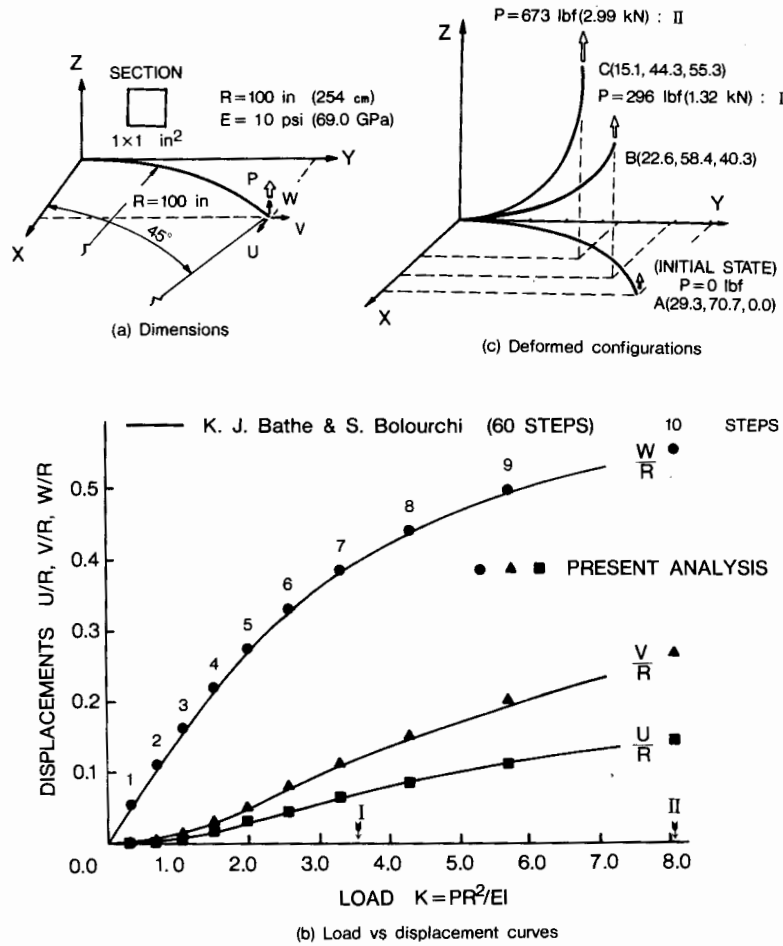 Z
SECTION
1×1 in²
R=100 in (254 cm)
E = 10 psi (69.0 GPa)
Y
P
W
R=100 in
V
U
X
45°
(a) Dimensions
P=673 lbf(2.99 kN) : II
Z
C(15.1, 44.3, 55.3)
P=296 lbf(1.32 kN) : I
B(22.6, 58.4, 40.3)
Y
(INITIAL STATE)
P=0 lbf
A(29.3, 70.7, 0.0)
X
(c) Deformed configurations
K. J. Bathe & S. Bolourchi (60 STEPS)
10 STEPS
W/R
9
8
7
6
5
4
3
2
1
PRESENT ANALYSIS
V/R
U/R
I
II
DISPLACEMENTS U/R, V/R, W/R
0.5
0.4
0.3
0.2
0.1
0.0 1.0 2.0 3.0 4.0 5.0 6.0 7.0 8.0
LOAD K=PR²/EI
(b) Load vs displacement curves